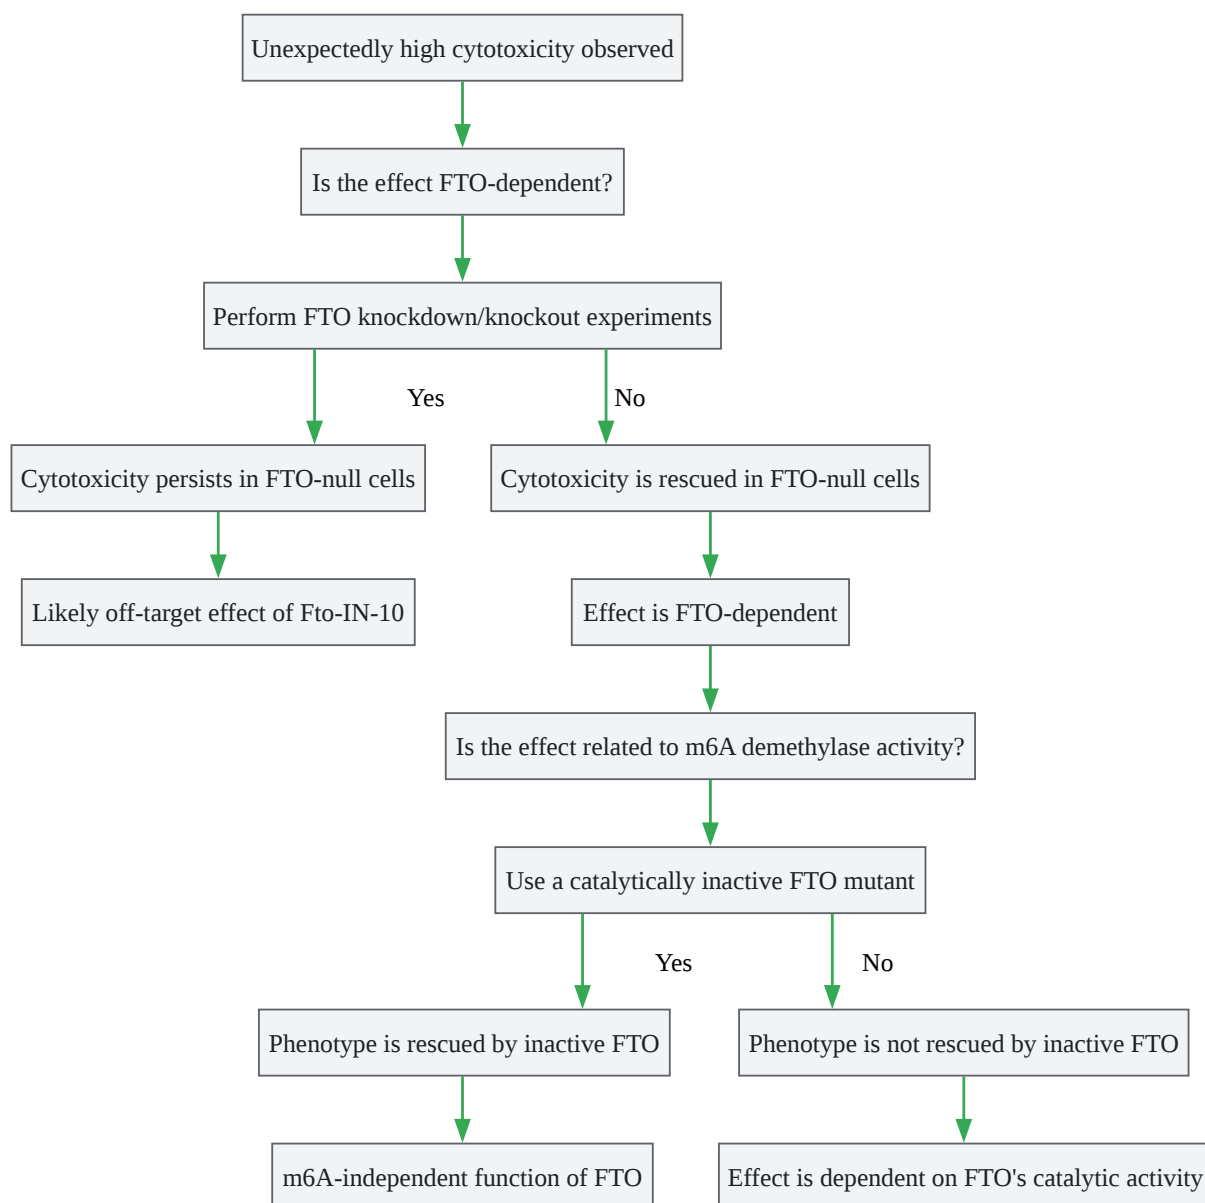 Unexpectedly high cytotoxicity observed
Is the effect FTO-dependent?
Perform FTO knockdown/knockout experiments
Yes
No
Cytotoxicity persists in FTO-null cells
Cytotoxicity is rescued in FTO-null cells
Likely off-target effect of Fto-IN-10
Effect is FTO-dependent
Is the effect related to m6A demethylase activity?
Use a catalytically inactive FTO mutant
Yes
No
Phenotype is rescued by inactive FTO
Phenotype is not rescued by inactive FTO
m6A-independent function of FTO
Effect is dependent on FTO's catalytic activity